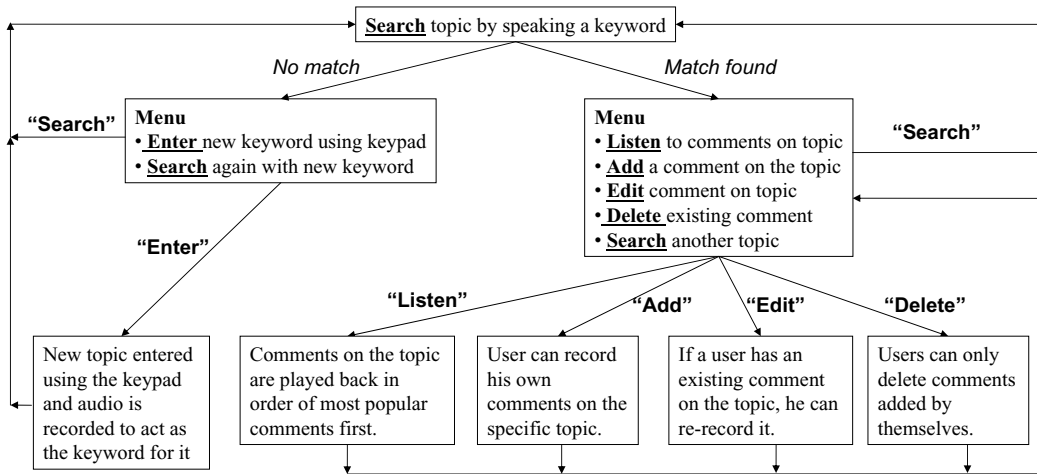 Search topic by speaking a keyword
No match
Match found
“Search”
Menu
• Enter new keyword using keypad
• Search again with new keyword
Menu
• Listen to comments on topic
• Add a comment on the topic
• Edit comment on topic
• Delete existing comment
• Search another topic
“Search”
“Enter”
“Listen”
“Add”
“Edit”
“Delete”
New topic entered
using the keypad
and audio is
recorded to act as
the keyword for it
Comments on the topic
are played back in
order of most popular
comments first.
User can record
his own
comments on the
specific topic.
If a user has an
existing comment
on the topic, he can
re-record it.
Users can only
delete comments
added by
themselves.